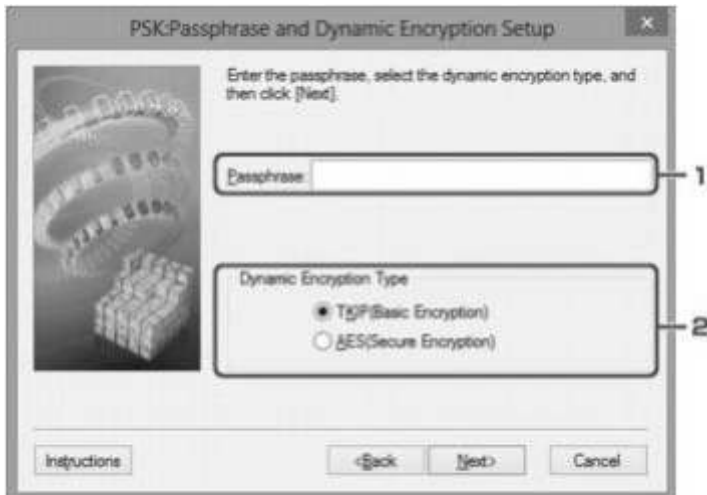 PSK:Passphrase and Dynamic Encryption Setup
Enter the passphrase, select the dynamic encryption type, and
then click [Next].
Passphrase:
1
Dynamic Encryption Type
TKIP(Basic Encryption)
AES(Secure Encryption)
2
Instructions
<Back
Next>
Cancel